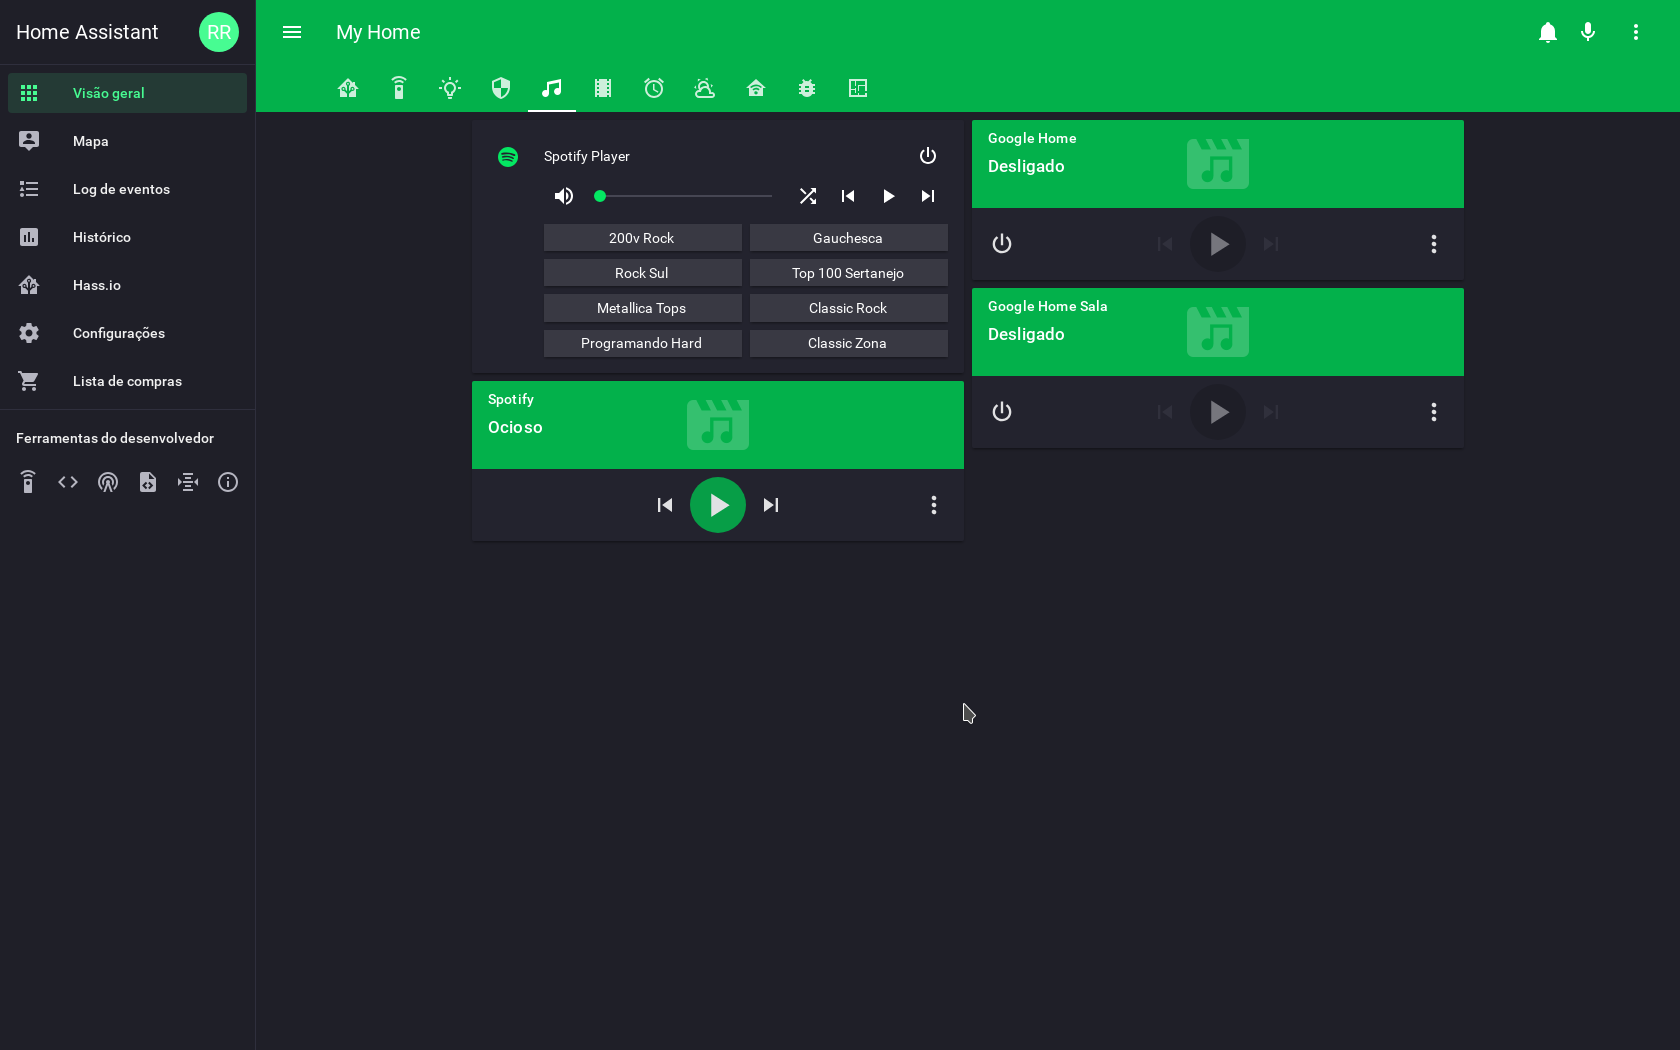 Home Assistant
RR
My Home
Visão geral
Mapa
Log de eventos
Histórico
Hass.io
Configurações
Lista de compras
Ferramentas do desenvolvedor
Spotify Player
200v Rock
Gauchesca
Rock Sul
Top 100 Sertanejo
Metallica Tops
Classic Rock
Programando Hard
Classic Zona
Spotify
Ocioso
Google Home
Desligado
Google Home Sala
Desligado